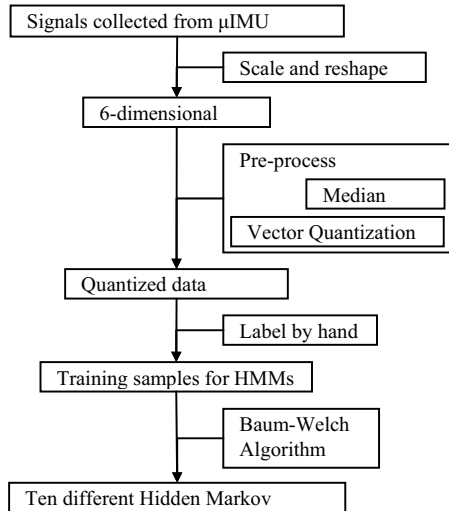 Signals collected from μIMU
Scale and reshape
6-dimensional
Pre-process
Median
Vector Quantization
Quantized data
Label by hand
Training samples for HMMs
Baum-Welch
Algorithm
Ten different Hidden Markov